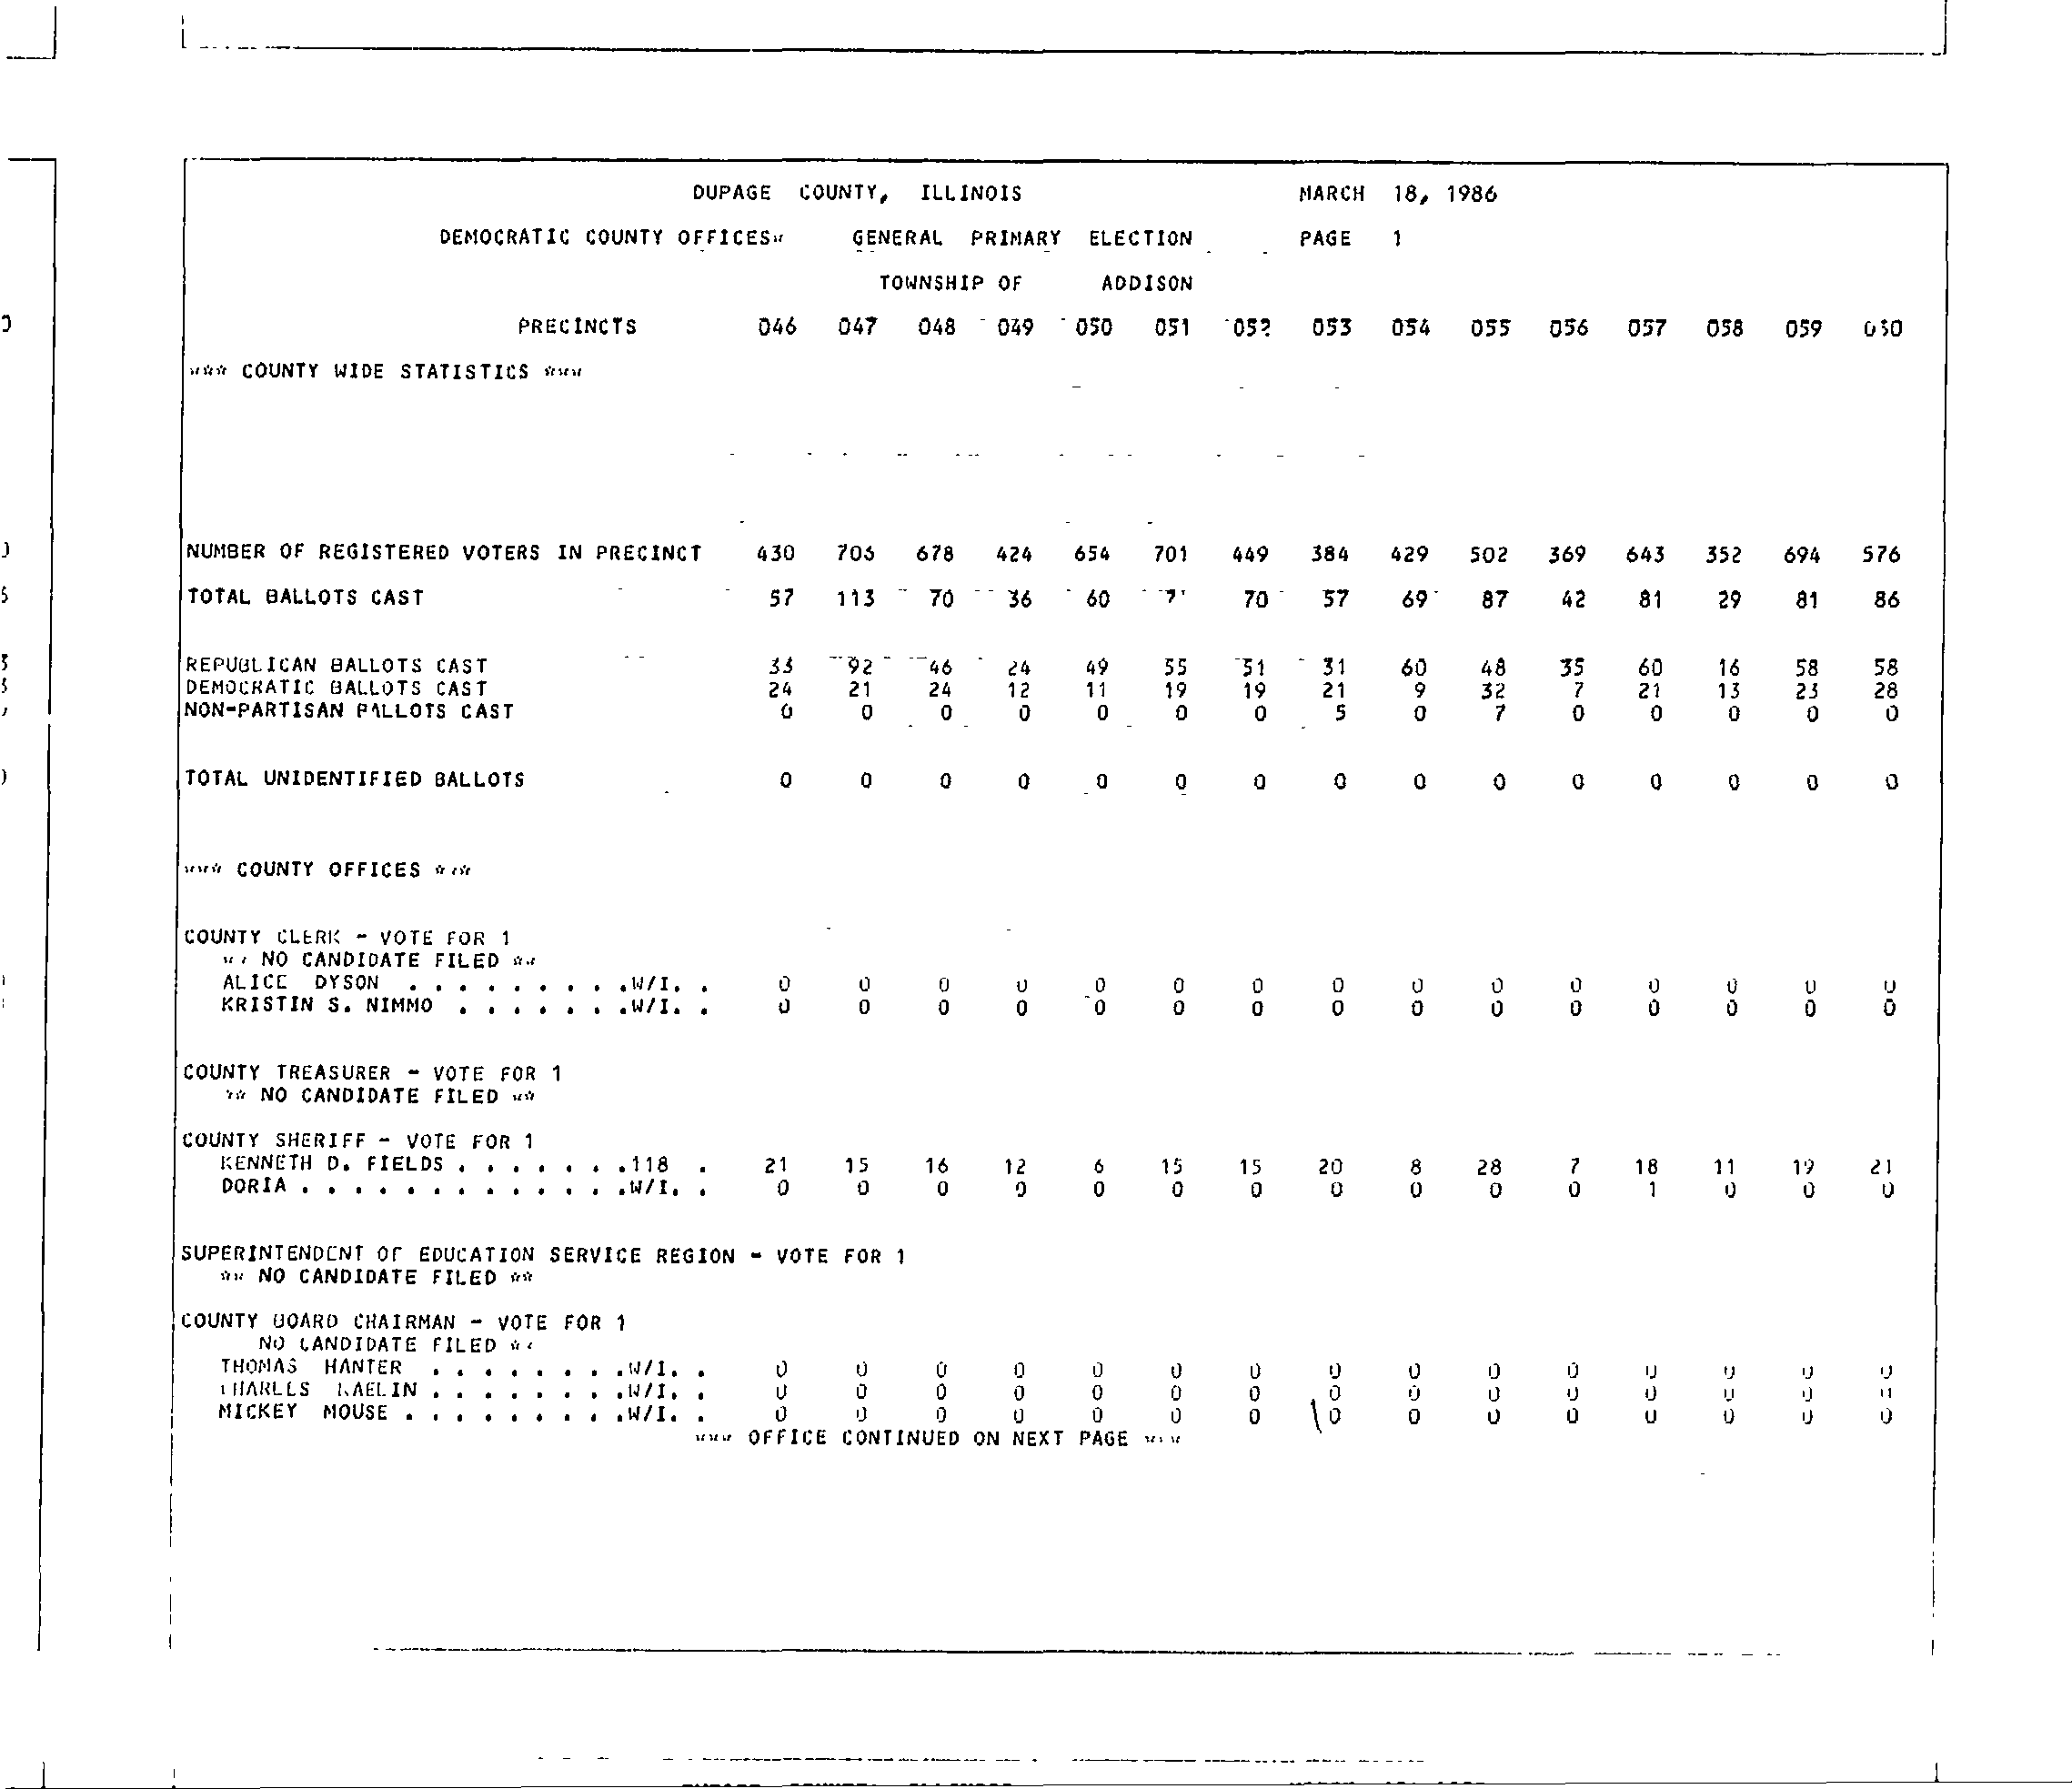 DUPAGE COUNTY, ILLINOIS MARCH 18, 1986
DEMOCRATIC COUNTY OFFICES* GENERAL PRIMARY ELECTION PAGE 1
TOWNSHIP OF ADDISON
PRECINCTS 046 047 048 049 050 051 052 053 054 055 056 057 058 059
*** COUNTY WIDE STATISTICS ***
NUMBER OF REGISTERED VOTERS IN PRECINCT 430 706 678 424 654 701 449 384 429 502 369 643 352 694 576
TOTAL BALLOTS CAST 57 113 70 36 60 70 57 69 87 42 81 29 81 86
REPUBLICAN BALLOTS CAST 33 92 46 24 49 55 51 31 60 48 35 60 16 58 58
DEMOCRATIC BALLOTS CAST 24 21 24 12 11 19 19 21 9 32 7 21 13 23 28
NON-PARTISAN BALLOTS CAST 0 0 0 0 0 0 0 5 0 7 0 0 0 0 0
TOTAL UNIDENTIFIED BALLOTS 0 0 0 0 0 0 0 0 0 0 0 0 0 0 0
*** COUNTY OFFICES ***
COUNTY CLERK - VOTE FOR 1
** NO CANDIDATE FILED **
ALICE DYSON . . . . . . . . .W/I. . 0 0 0 0 0 0 0 0 0 0 0 0 0 0 0
KRISTIN S. NIMMO . . . . . . .W/I. . 0 0 0 0 0 0 0 0 0 0 0 0 0 0 0
COUNTY TREASURER - VOTE FOR 1
** NO CANDIDATE FILED **
COUNTY SHERIFF - VOTE FOR 1
KENNETH D. FIELDS . . . . . . .118 . 21 15 16 12 6 15 15 20 8 28 7 18 11 19 21
DORIA . . . . . . . . . . . . .W/I. . 0 0 0 0 0 0 0 0 0 0 0 1 0 0 0
SUPERINTENDENT OF EDUCATION SERVICE REGION - VOTE FOR 1
** NO CANDIDATE FILED **
COUNTY BOARD CHAIRMAN - VOTE FOR 1
NO CANDIDATE FILED **
THOMAS HANTER . . . . . . . .W/I. . 0 0 0 0 0 0 0 0 0 0 0 0 0 0 0
CHARLES KAELIN . . . . . . . .W/I. . 0 0 0 0 0 0 0 0 0 0 0 0 0 0 0
MICKEY MOUSE . . . . . . . . .W/I. . 0 0 0 0 0 0 0 0 0 0 0 0 0 0 0
*** OFFICE CONTINUED ON NEXT PAGE ***